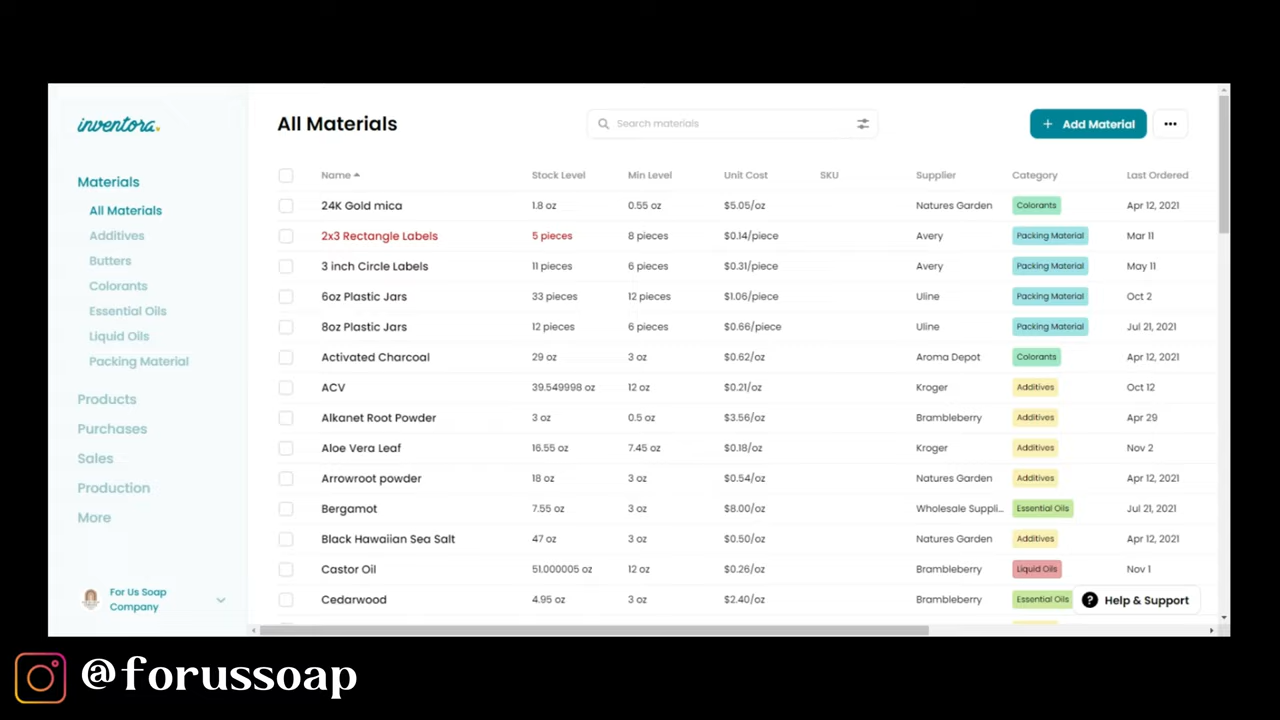 inventora
All Materials
Search materials
+ Add Material
•••
Materials
All Materials
Additives
Butters
Colorants
Essential Oils
Liquid Oils
Packing Material
Products
Purchases
Sales
Production
More
For Us Soap
Company
Name Stock Level Min Level Unit Cost SKU Supplier Category Last Ordered
24K Gold mica 1.8 oz 0.55 oz $5.05/oz Natures Garden Colorants Apr 12, 2021
2x3 Rectangle Labels 5 pieces 8 pieces $0.14/piece Avery Packing Material Mar 11
3 inch Circle Labels 11 pieces 6 pieces $0.31/piece Avery Packing Material May 11
6oz Plastic Jars 33 pieces 12 pieces $1.06/piece Uline Packing Material Oct 2
8oz Plastic Jars 12 pieces 6 pieces $0.66/piece Uline Packing Material Jul 21, 2021
Activated Charcoal 29 oz 3 oz $0.62/oz Aroma Depot Colorants Apr 12, 2021
ACV 39.549998 oz 12 oz $0.21/oz Kroger Additives Oct 12
Alkanet Root Powder 3 oz 0.5 oz $3.56/oz Brambleberry Additives Apr 29
Aloe Vera Leaf 16.55 oz 7.45 oz $0.18/oz Kroger Additives Nov 2
Arrowroot powder 18 oz 3 oz $0.54/oz Natures Garden Additives Apr 12, 2021
Bergamot 7.55 oz 3 oz $8.00/oz Wholesale Suppli... Essential Oils Jul 21, 2021
Black Hawaiian Sea Salt 47 oz 3 oz $0.50/oz Natures Garden Additives Apr 12, 2021
Castor Oil 51.000005 oz 12 oz $0.26/oz Brambleberry Liquid Oils Nov 1
Cedarwood 4.95 oz 3 oz $2.40/oz Brambleberry Essential Oils
? Help & Support
@forussoap